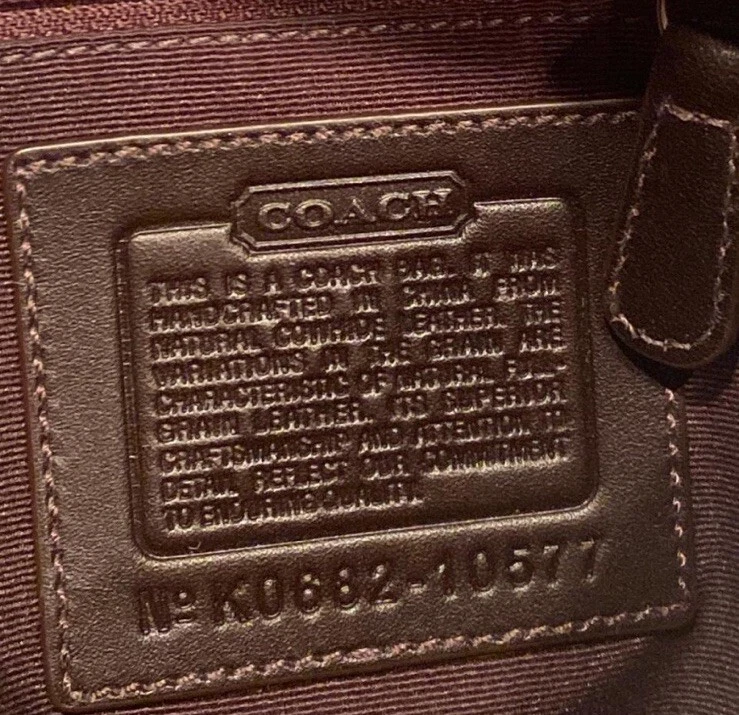 COACH
THIS IS A COACH BAG. IT WAS
HANDCRAFTED IN CHINA FROM
NATURAL COWHIDE LEATHER. THE
VARIATIONS IN THE GRAIN ARE
CHARACTERISTIC OF NATURAL FULL-
GRAIN LEATHER. ITS SUPERIOR
CRAFTSMANSHIP AND ATTENTION TO
DETAIL REFLECT OUR COMMITMENT
TO ENDURING QUALITY.
Nº K0682-10577